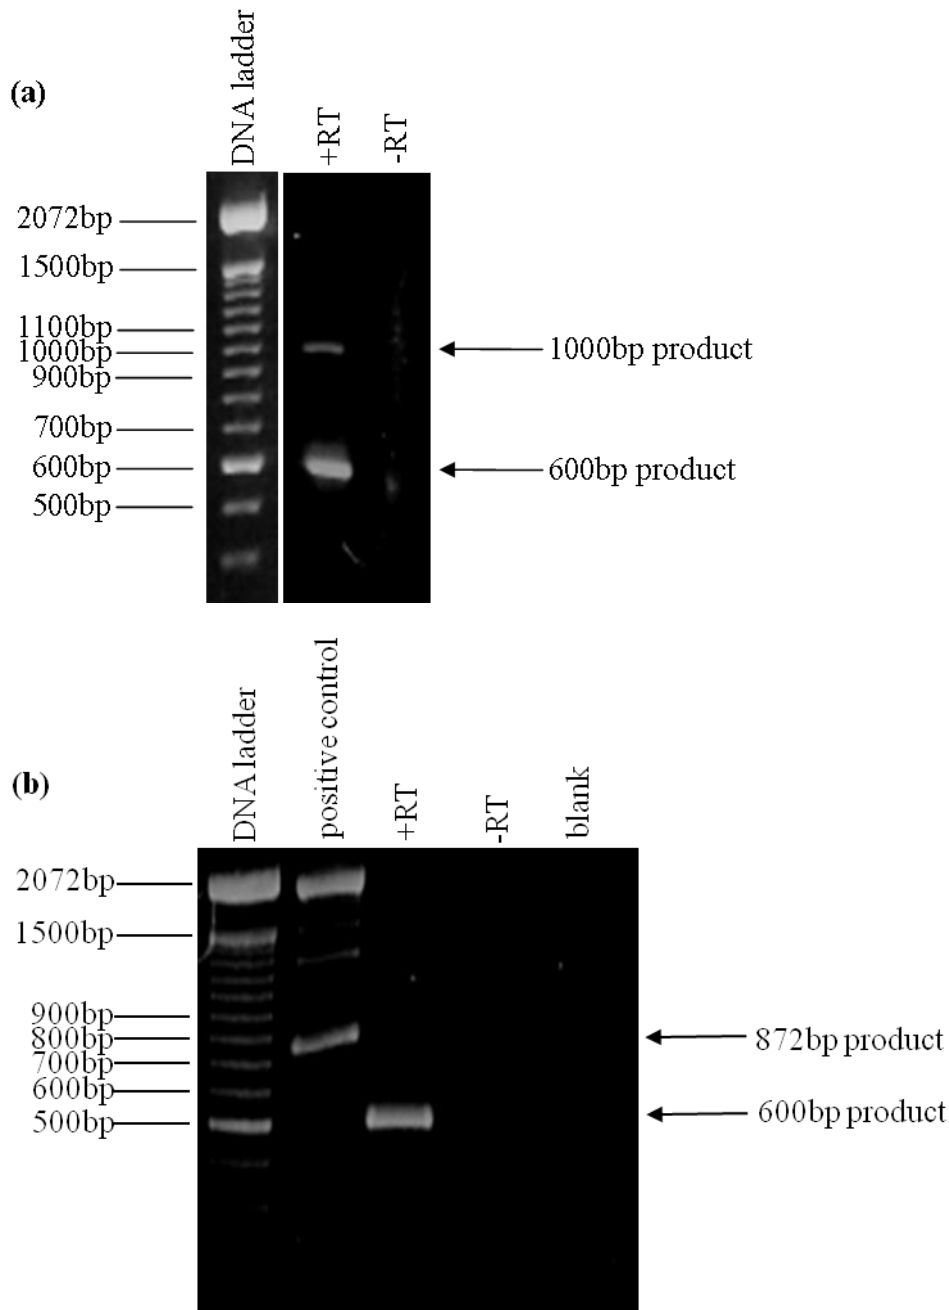 (a)
DNA ladder
+RT
-RT
2072bp
1500bp
1100bp
1000bp
900bp
700bp
600bp
500bp
1000bp product
600bp product
(b)
DNA ladder
positive control
+RT
-RT
blank
2072bp
1500bp
900bp
800bp
700bp
600bp
500bp
872bp product
600bp product